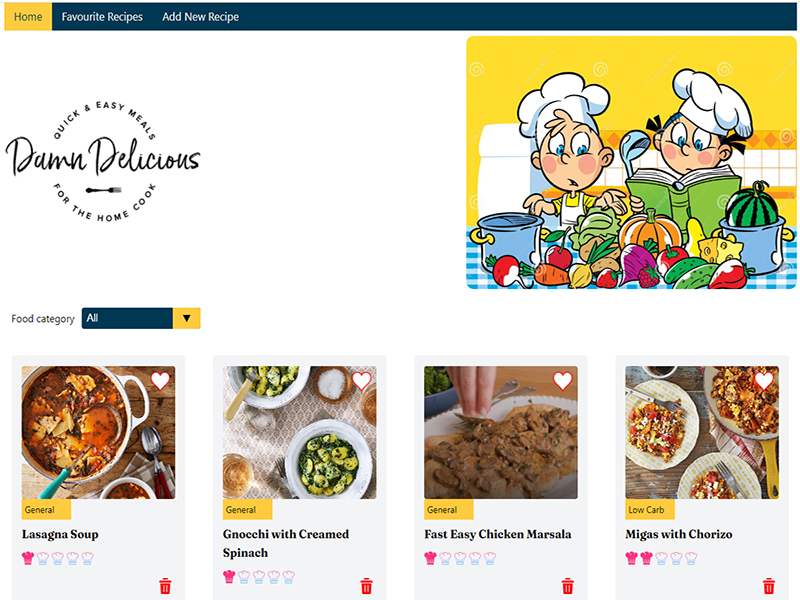 Home Favourite Recipes Add New Recipe
QUICK & EASY MEALS
Damn Delicious
FOR THE HOME COOK
Food category All
General
Lasagna Soup
General
Gnocchi with Creamed
Spinach
General
Fast Easy Chicken Marsala
Low Carb
Migas with Chorizo